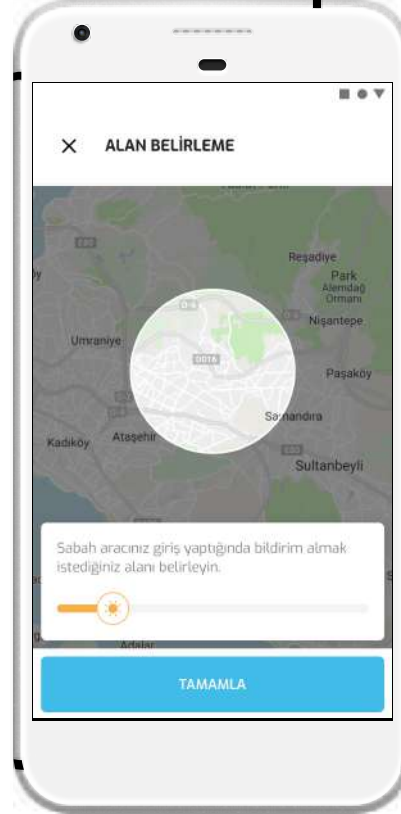 ALAN BELİRLEME
Reşadiye
Park
Alemdağ
Ormanı
Nişantepe
D016
Ümraniye
Paşaköy
Samandıra
Kadıköy
Ataşehir
Sultanbeyli
Sabah aracınız giriş yaptığında bildirim almak
istediğiniz alanı belirleyin.
Adalar
TAMAMLA